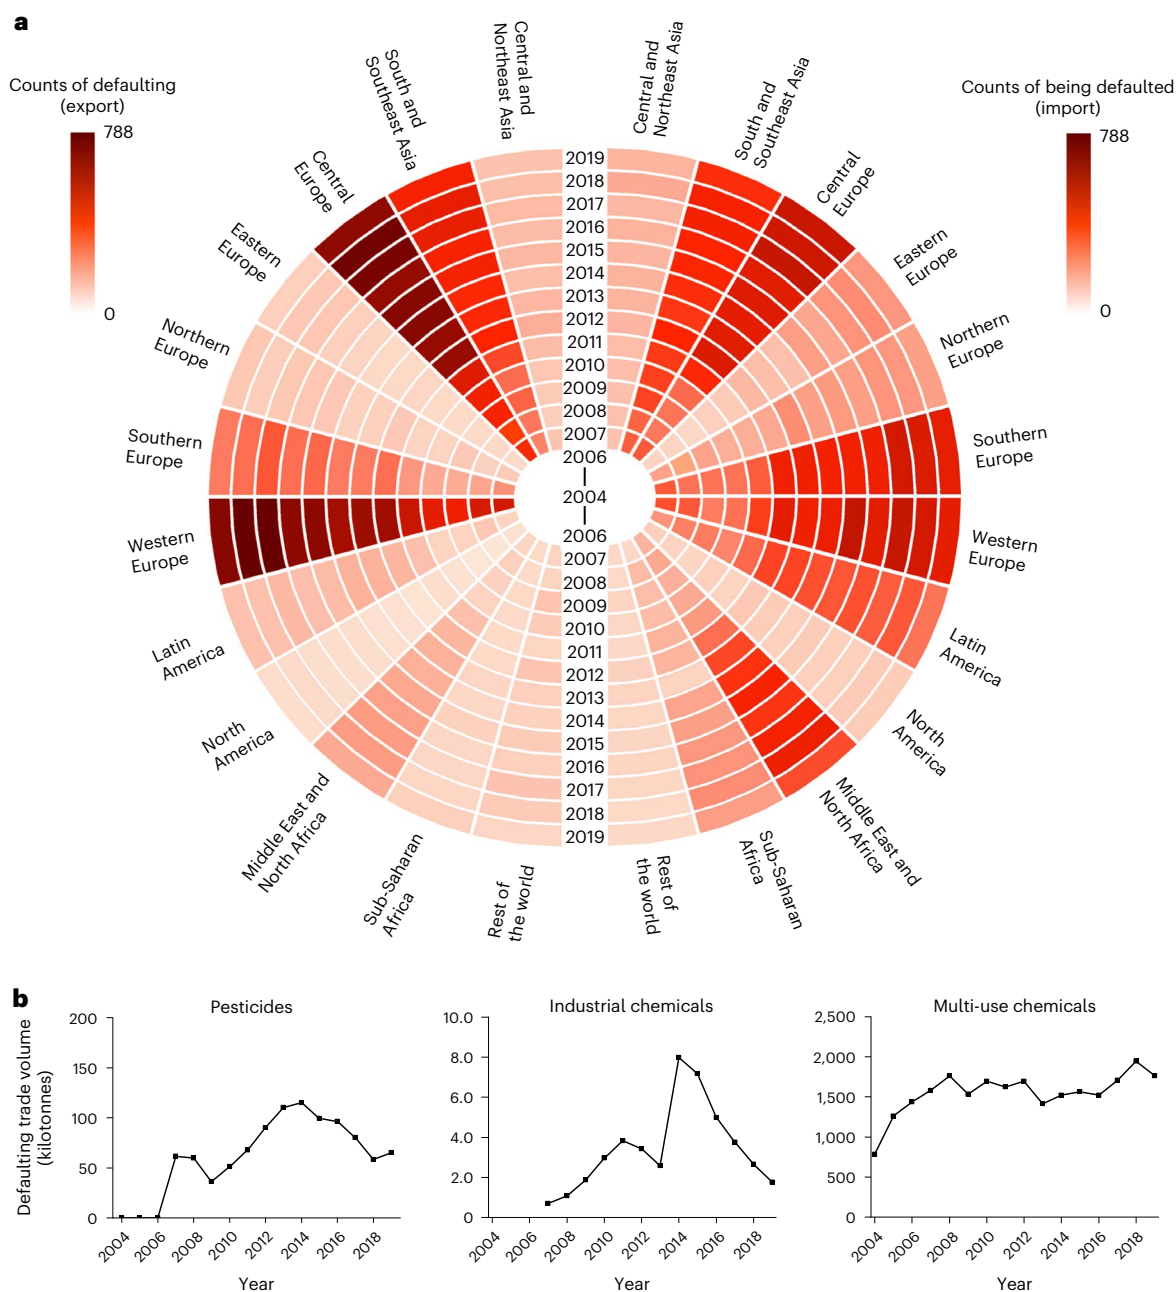 a
Counts of defaulting
(export)
788
0
Counts of being defaulted
(import)
788
0
Central and
Northeast Asia
South and
Southeast Asia
Central
Europe
Eastern
Europe
Northern
Europe
Southern
Europe
Western
Europe
Latin
America
North
America
Middle East and
North Africa
Sub-Saharan
Africa
Rest of
the world
Central and
Northeast Asia
South and
Southeast Asia
Central
Europe
Eastern
Europe
Northern
Europe
Southern
Europe
Western
Europe
Latin
America
North
America
Middle East and
North Africa
Sub-Saharan
Africa
Rest of
the world
2019
2018
2017
2016
2015
2014
2013
2012
2011
2010
2009
2008
2007
2006
2004
2006
2007
2008
2009
2010
2011
2012
2013
2014
2015
2016
2017
2018
2019
b
Defaulting trade volume
(kilotonnes)
Pesticides
200
150
100
50
0
2004
2006
2008
2010
2012
2014
2016
2018
Year
Industrial chemicals
10.0
8.0
6.0
4.0
2.0
0
2004
2006
2008
2010
2012
2014
2016
2018
Year
Multi-use chemicals
2,500
2,000
1,500
1,000
500
0
2004
2006
2008
2010
2012
2014
2016
2018
Year